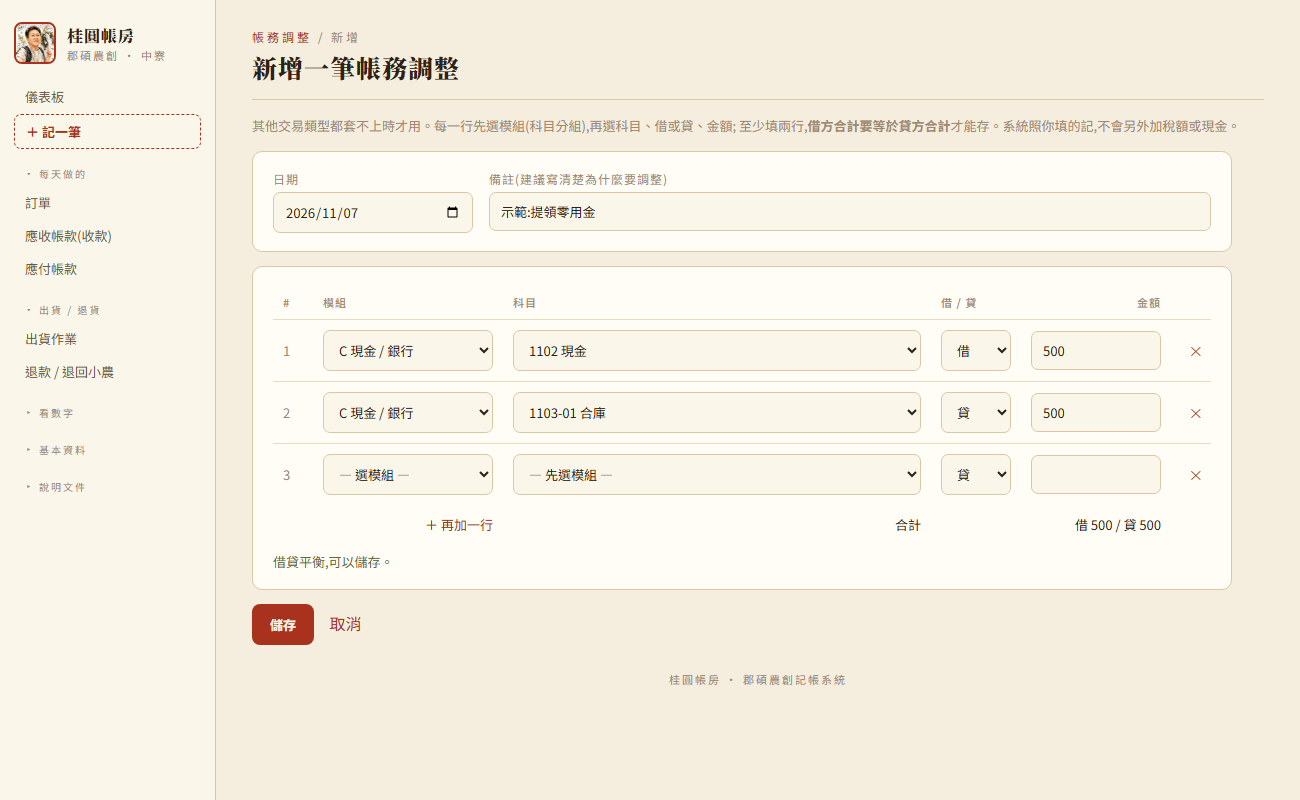 桂圓帳房
郡碩農創 · 中寮
儀表板
＋ 記一筆
每天做的
訂單
應收帳款(收款)
應付帳款
出貨 / 退貨
出貨作業
退款 / 退回小農
看數字
基本資料
說明文件
帳務調整 / 新增
新增一筆帳務調整
其他交易類型都套不上時才用。每一行先選模組(科目分組),再選科目、借或貸、金額; 至少填兩行,借方合計要等於貸方合計才能存。系統照你填的記,不會另外加稅額或現金。
日期 備註(建議寫清楚為什麼要調整)
2026/11/07 示範:提領零用金
# 模組 科目 借 / 貸 金額
1 C 現金 / 銀行 1102 現金 借 500 ×
2 C 現金 / 銀行 1103-01 合庫 貸 500 ×
3 — 選模組 — — 先選模組 — 貸 ×
＋ 再加一行 合計 借 500 / 貸 500
借貸平衡,可以儲存。
儲存 取消
桂圓帳房 · 郡碩農創記帳系統